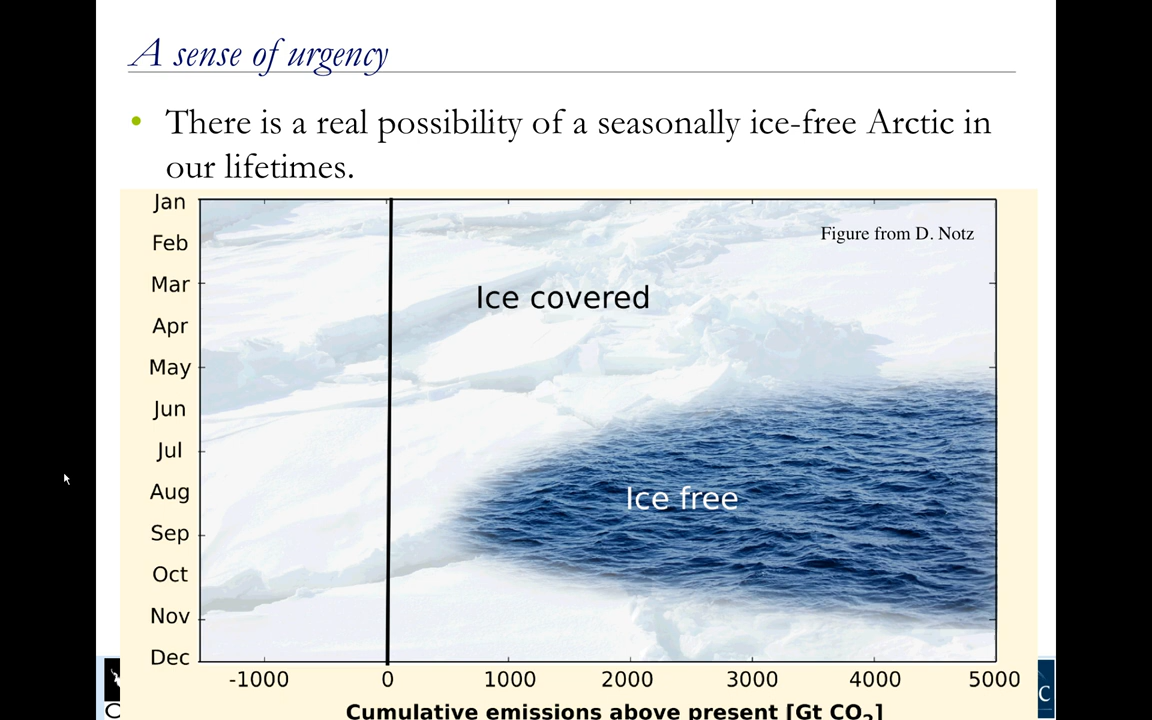 A sense of urgency
• There is a real possibility of a seasonally ice-free Arctic in
our lifetimes.
Jan
Feb
Mar
Apr
May
Jun
Jul
Aug
Sep
Oct
Nov
Dec
Figure from D. Notz
Ice covered
Ice free
-1000 0 1000 2000 3000 4000 5000
Cumulative emissions above present [Gt CO₂]
C
C